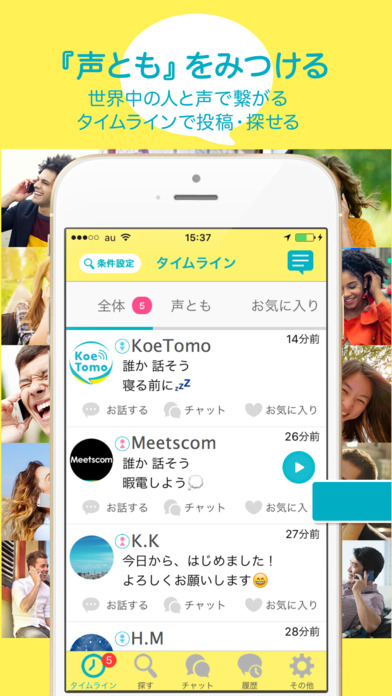 『声とも』をみつける
世界中の人と声で繋がる
タイムラインで投稿・探せる
au 15:37
条件設定 タイムライン
全体 5 声とも お気に入り
KoeTomo 14分前
Koe Tomo
誰か 話そう
寝る前に💤
お話する チャット お気に入り
Meetscom 26分前
Meetscom
誰か 話そう
暇電しよう💭
お話する チャット お気に入
K.K 27分前
今日から、はじめました！
よろしくお願いします😄
お話する チャット お気に入り
H.M 28分前
5
タイムライン 探す チャット 履歴 その他